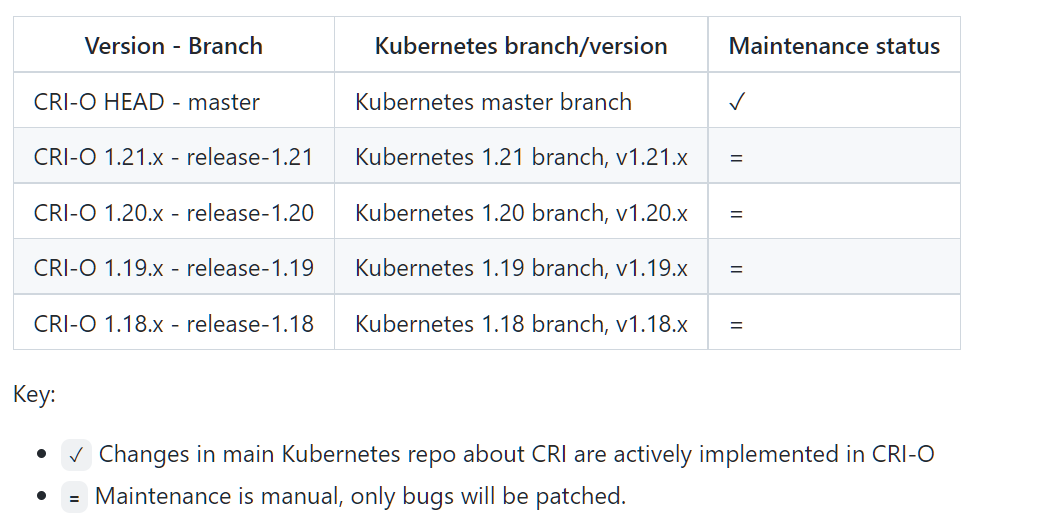 Version - Branch Kubernetes branch/version Maintenance status
CRI-O HEAD - master Kubernetes master branch ✓
CRI-O 1.21.x - release-1.21 Kubernetes 1.21 branch, v1.21.x =
CRI-O 1.20.x - release-1.20 Kubernetes 1.20 branch, v1.20.x =
CRI-O 1.19.x - release-1.19 Kubernetes 1.19 branch, v1.19.x =
CRI-O 1.18.x - release-1.18 Kubernetes 1.18 branch, v1.18.x =
Key:
• ✓ Changes in main Kubernetes repo about CRI are actively implemented in CRI-O
• = Maintenance is manual, only bugs will be patched.